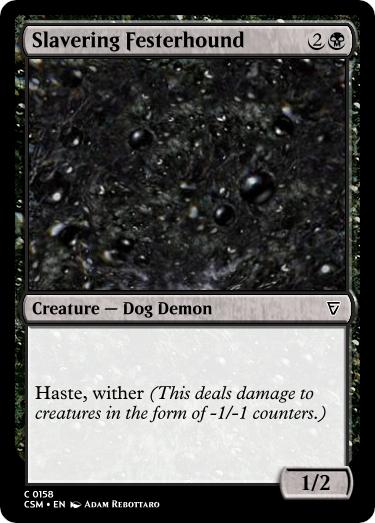 Slavering Festerhound 2
Creature — Dog Demon
Haste, wither (This deals damage to
creatures in the form of -1/-1 counters.)
1/2
C 0158
CSM • EN Adam Rebottaro